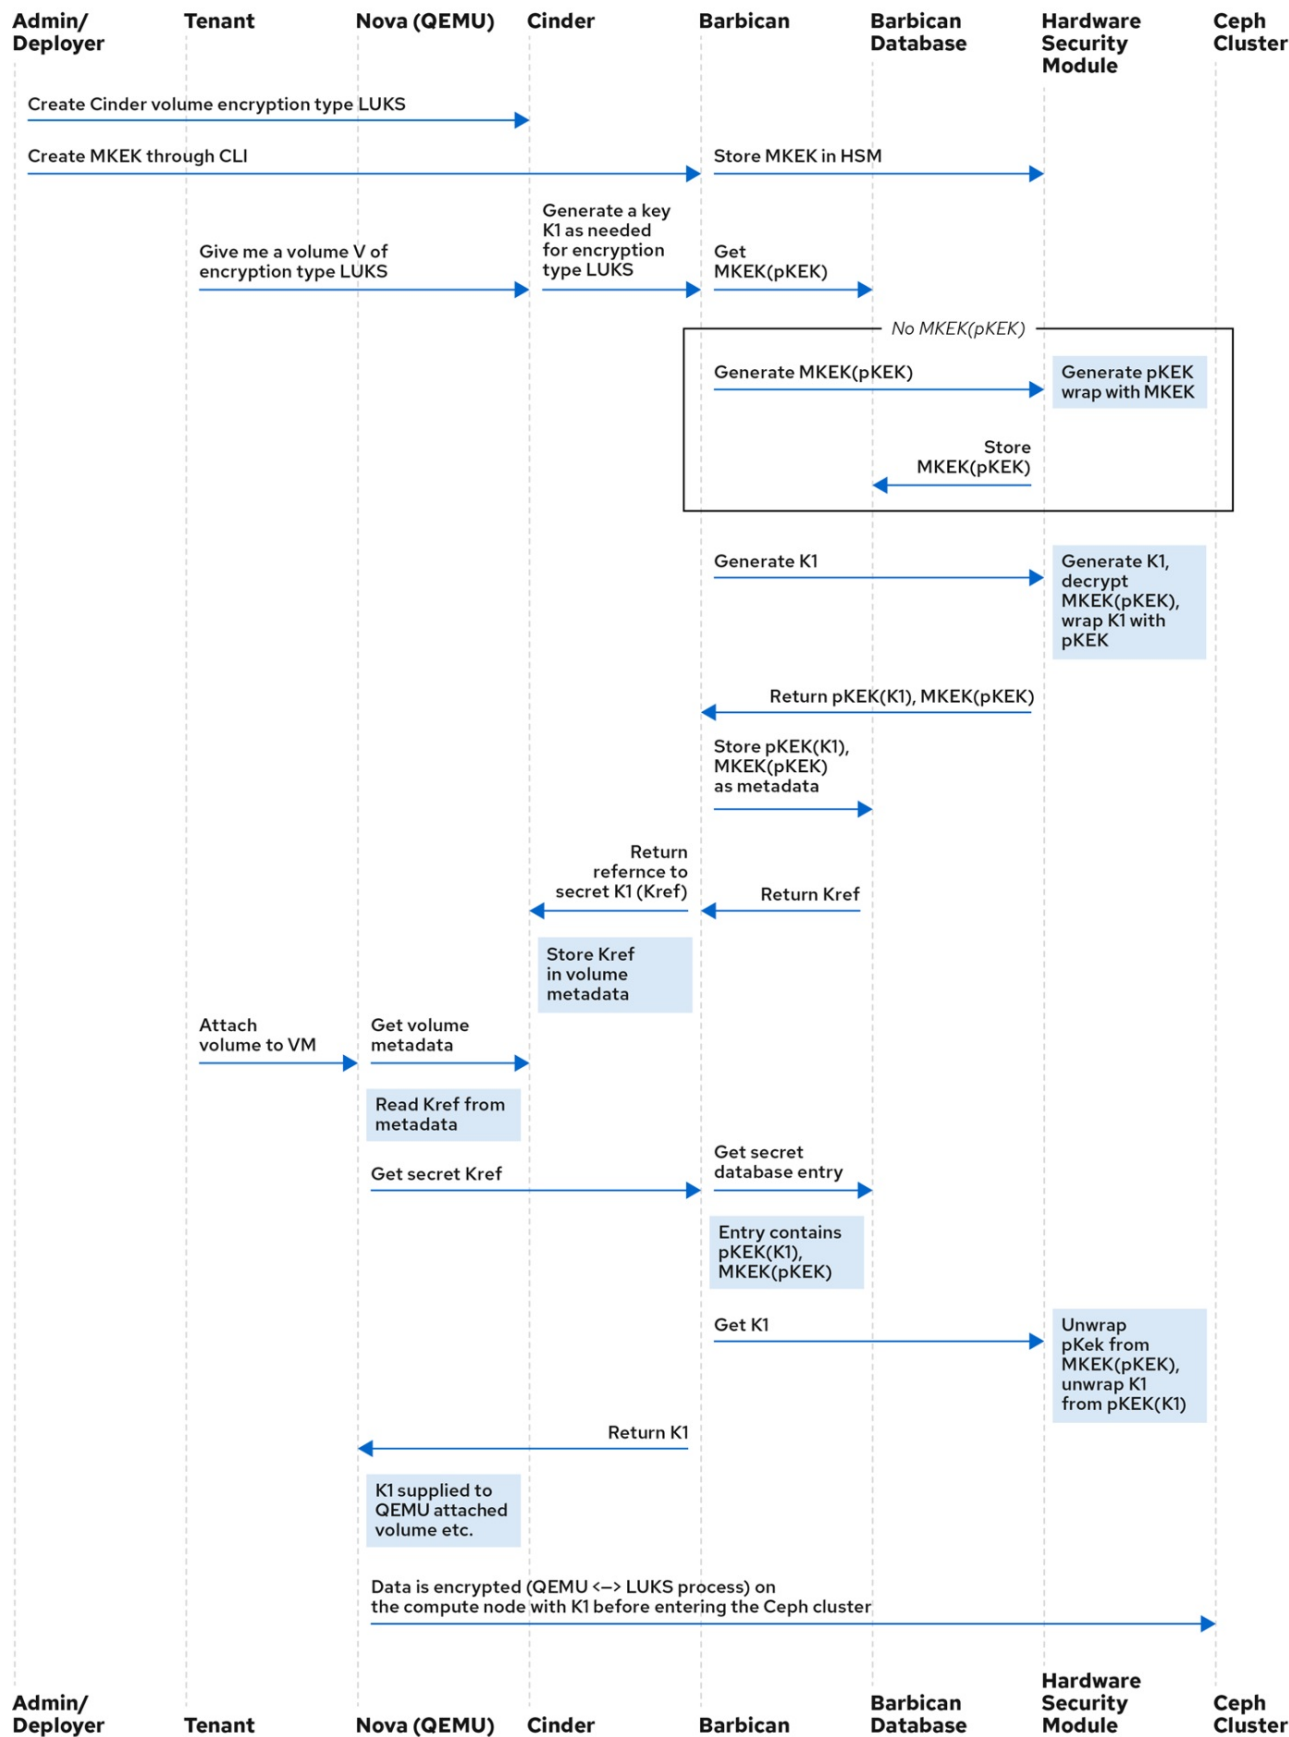 Admin/
Deployer
Tenant
Nova (QEMU)
Cinder
Barbican
Barbican
Database
Hardware
Security
Module
Ceph
Cluster
Create Cinder volume encryption type LUKS
Create MKEK through CLI
Store MKEK in HSM
Give me a volume V of
encryption type LUKS
Generate a key
K1 as needed
for encryption
type LUKS
Get
MKEK(pKEK)
No MKEK(pKEK)
Generate MKEK(pKEK)
Generate pKEK
wrap with MKEK
Store
MKEK(pKEK)
Generate K1
Generate K1,
decrypt
MKEK(pKEK),
wrap K1 with
pKEK
Return pKEK(K1), MKEK(pKEK)
Store pKEK(K1),
MKEK(pKEK)
as metadata
Return
refernce to
secret K1 (Kref)
Return Kref
Store Kref
in volume
metadata
Attach
volume to VM
Get volume
metadata
Read Kref from
metadata
Get secret Kref
Get secret
database entry
Entry contains
pKEK(K1),
MKEK(pKEK)
Get K1
Unwrap
pKek from
MKEK(pKEK),
unwrap K1
from pKEK(K1)
Return K1
K1 supplied to
QEMU attached
volume etc.
Data is encrypted (QEMU <–> LUKS process) on
the compute node with K1 before entering the Ceph cluster
Admin/
Deployer
Tenant
Nova (QEMU)
Cinder
Barbican
Barbican
Database
Hardware
Security
Module
Ceph
Cluster